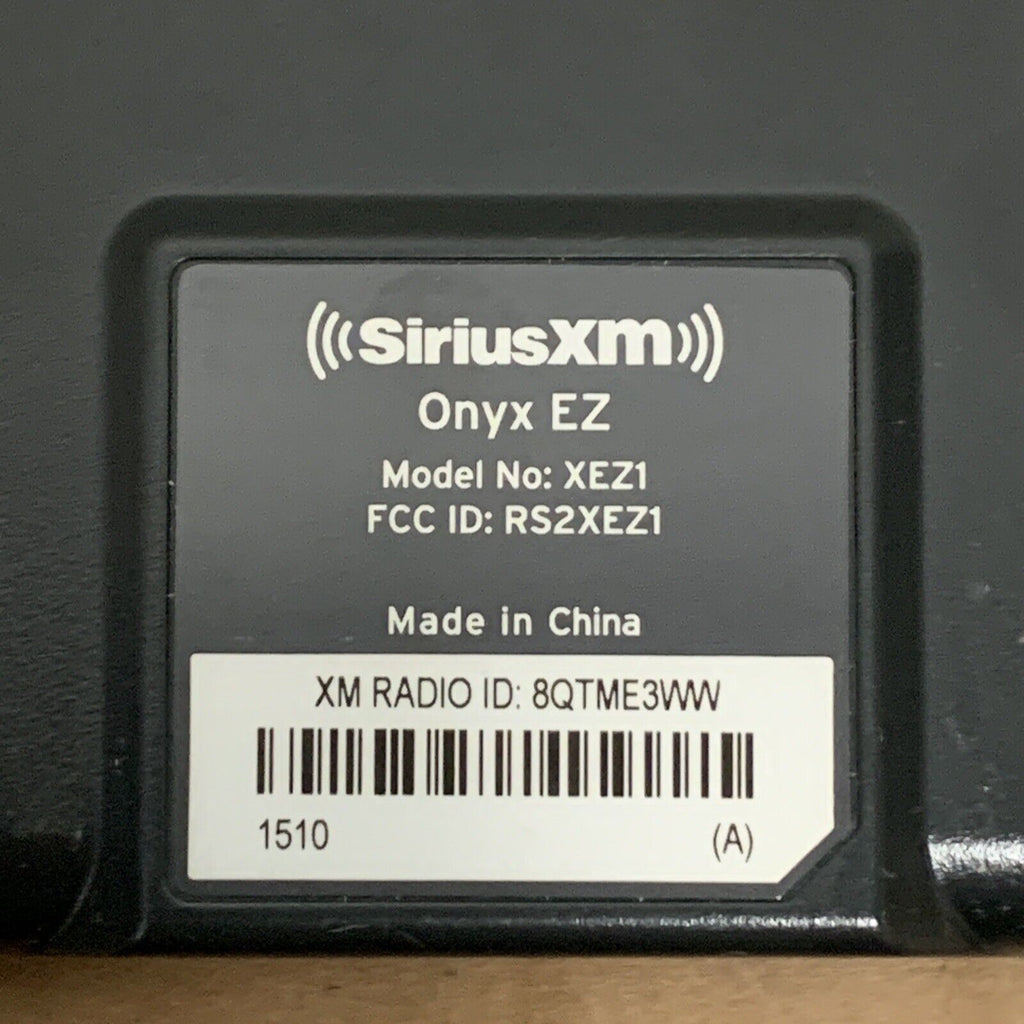 SiriusXM
Onyx EZ
Model No: XEZ1
FCC ID: RS2XEZ1
Made in China
XM RADIO ID: 8QTME3WW
1510
(A)